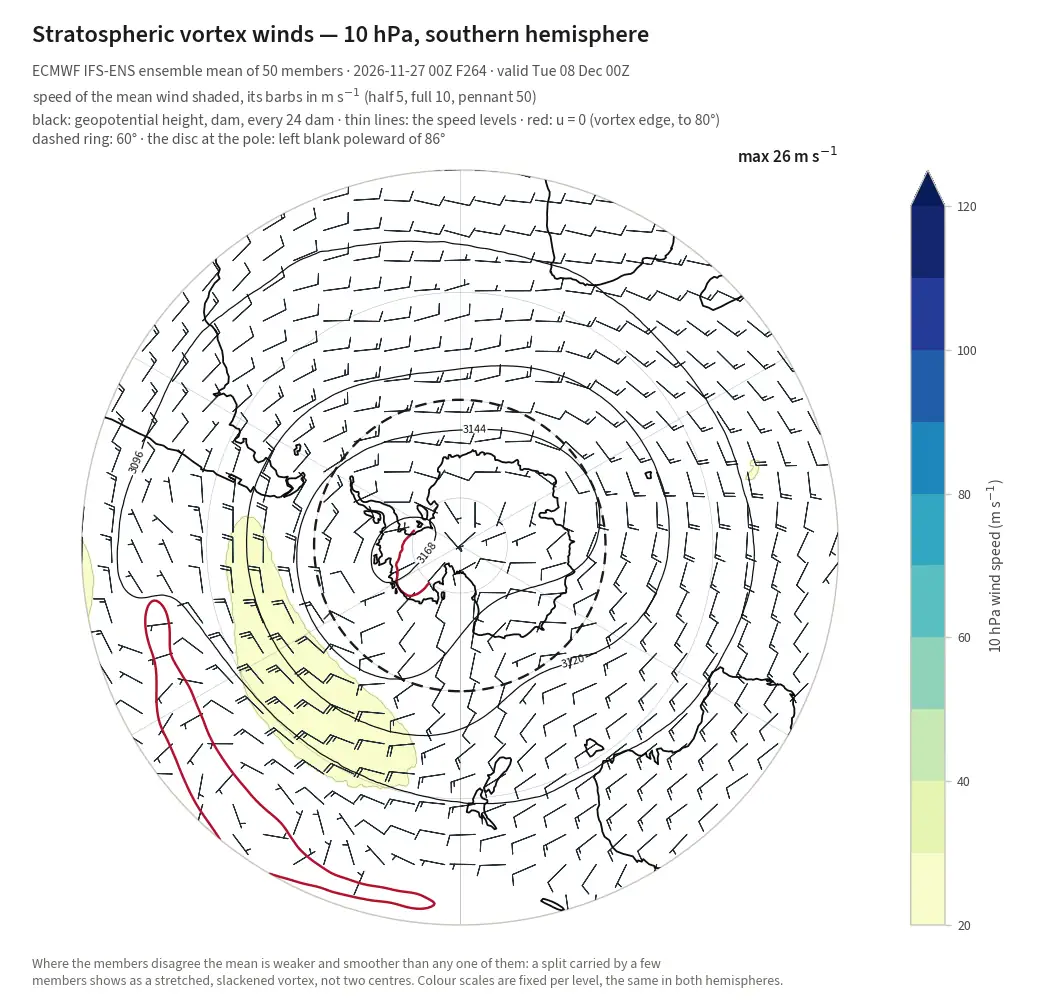 Stratospheric vortex winds — 10 hPa, southern hemisphere
ECMWF IFS-ENS ensemble mean of 50 members · 2026-11-27 00Z F264 · valid Tue 08 Dec 00Z
speed of the mean wind shaded, its barbs in m s⁻¹ (half 5, full 10, pennant 50)
black: geopotential height, dam, every 24 dam · thin lines: the speed levels · red: u = 0 (vortex edge, to 80°)
dashed ring: 60° · the disc at the pole: left blank poleward of 86°
max 26 m s⁻¹
120
100
80
60
40
20
10 hPa wind speed (m s⁻¹)
3144
3096
3168
3120
Where the members disagree the mean is weaker and smoother than any one of them: a split carried by a few
members shows as a stretched, slackened vortex, not two centres. Colour scales are fixed per level, the same in both hemispheres.